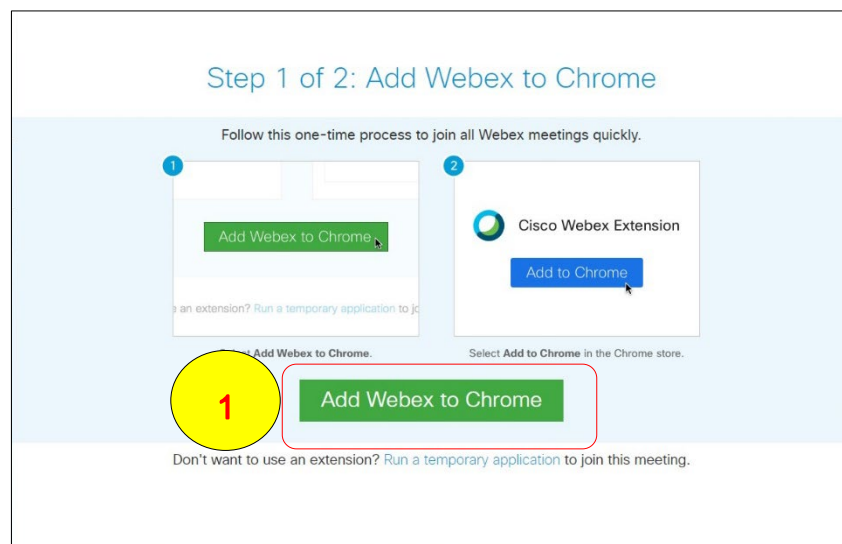 Step 1 of 2: Add Webex to Chrome
Follow this one-time process to join all Webex meetings quickly.
1
Add Webex to Chrome
an extension? Run a temporary application to
Add Webex to Chrome.
2
Cisco Webex Extension
Add to Chrome
Select Add to Chrome in the Chrome store.
1
Add Webex to Chrome
Don't want to use an extension? Run a temporary application to join this meeting.